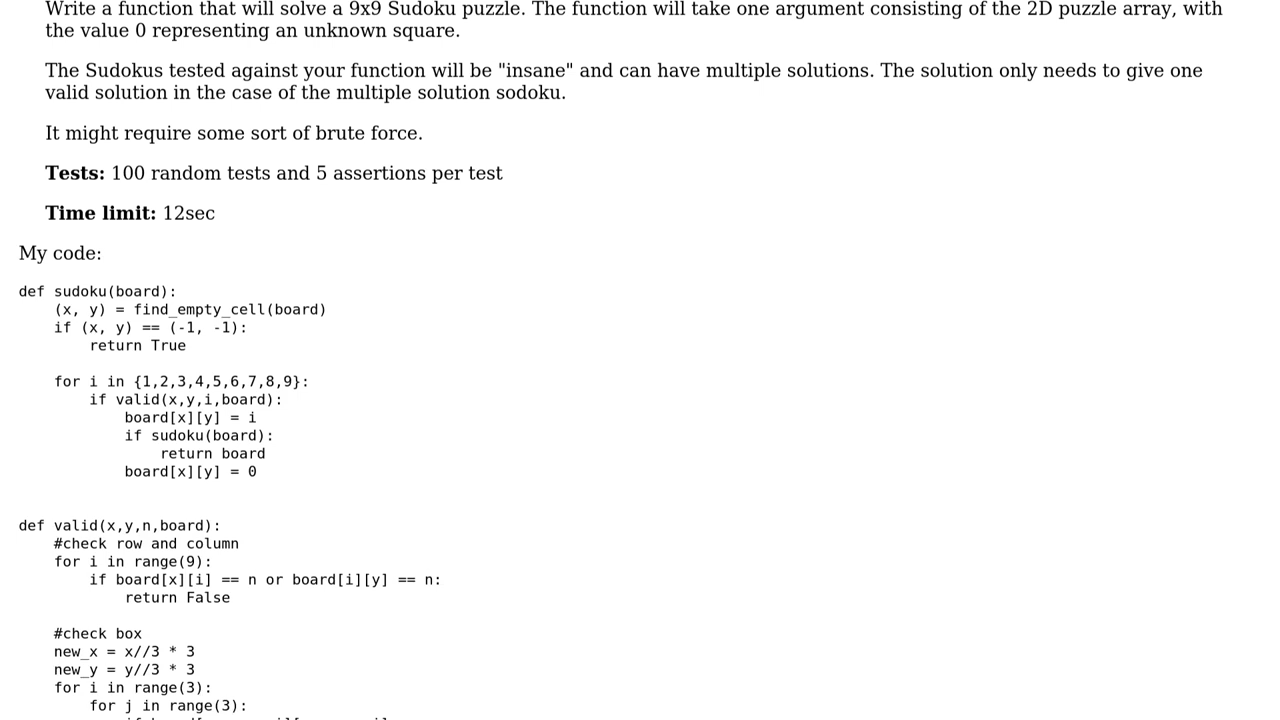 Write a function that will solve a 9x9 Sudoku puzzle. The function will take one argument consisting of the 2D puzzle array, with
the value 0 representing an unknown square.
The Sudokus tested against your function will be "insane" and can have multiple solutions. The solution only needs to give one
valid solution in the case of the multiple solution sodoku.
It might require some sort of brute force.
Tests: 100 random tests and 5 assertions per test
Time limit: 12sec
My code:
def sudoku(board):
    (x, y) = find_empty_cell(board)
    if (x, y) == (-1, -1):
        return True
    for i in {1,2,3,4,5,6,7,8,9}:
        if valid(x,y,i,board):
            board[x][y] = i
            if sudoku(board):
                return board
            board[x][y] = 0
def valid(x,y,n,board):
    #check row and column
    for i in range(9):
        if board[x][i] == n or board[i][y] == n:
            return False
    #check box
    new_x = x//3 * 3
    new_y = y//3 * 3
    for i in range(3):
        for j in range(3):